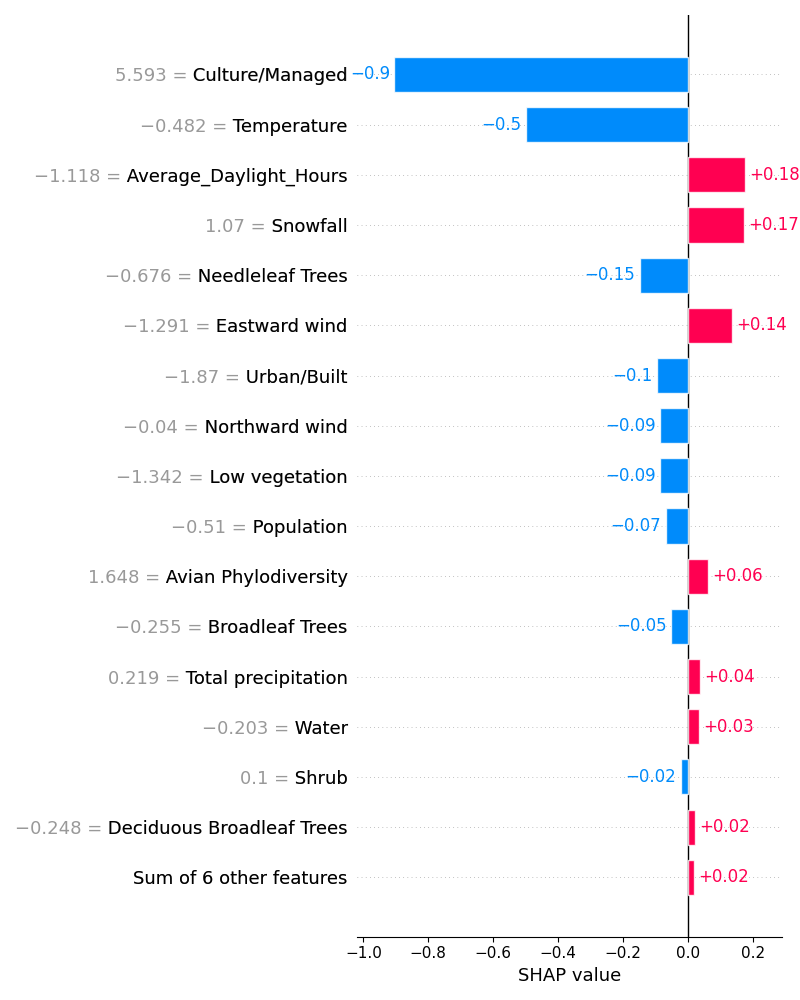 5.593 = Culture/Managed −0.9
−0.482 = Temperature −0.5
−1.118 = Average_Daylight_Hours +0.18
1.07 = Snowfall +0.17
−0.676 = Needleleaf Trees −0.15
−1.291 = Eastward wind +0.14
−1.87 = Urban/Built −0.1
−0.04 = Northward wind −0.09
−1.342 = Low vegetation −0.09
−0.51 = Population −0.07
1.648 = Avian Phylodiversity +0.06
−0.255 = Broadleaf Trees −0.05
0.219 = Total precipitation +0.04
−0.203 = Water +0.03
0.1 = Shrub −0.02
−0.248 = Deciduous Broadleaf Trees +0.02
Sum of 6 other features +0.02
−1.0 −0.8 −0.6 −0.4 −0.2 0.0 0.2
SHAP value